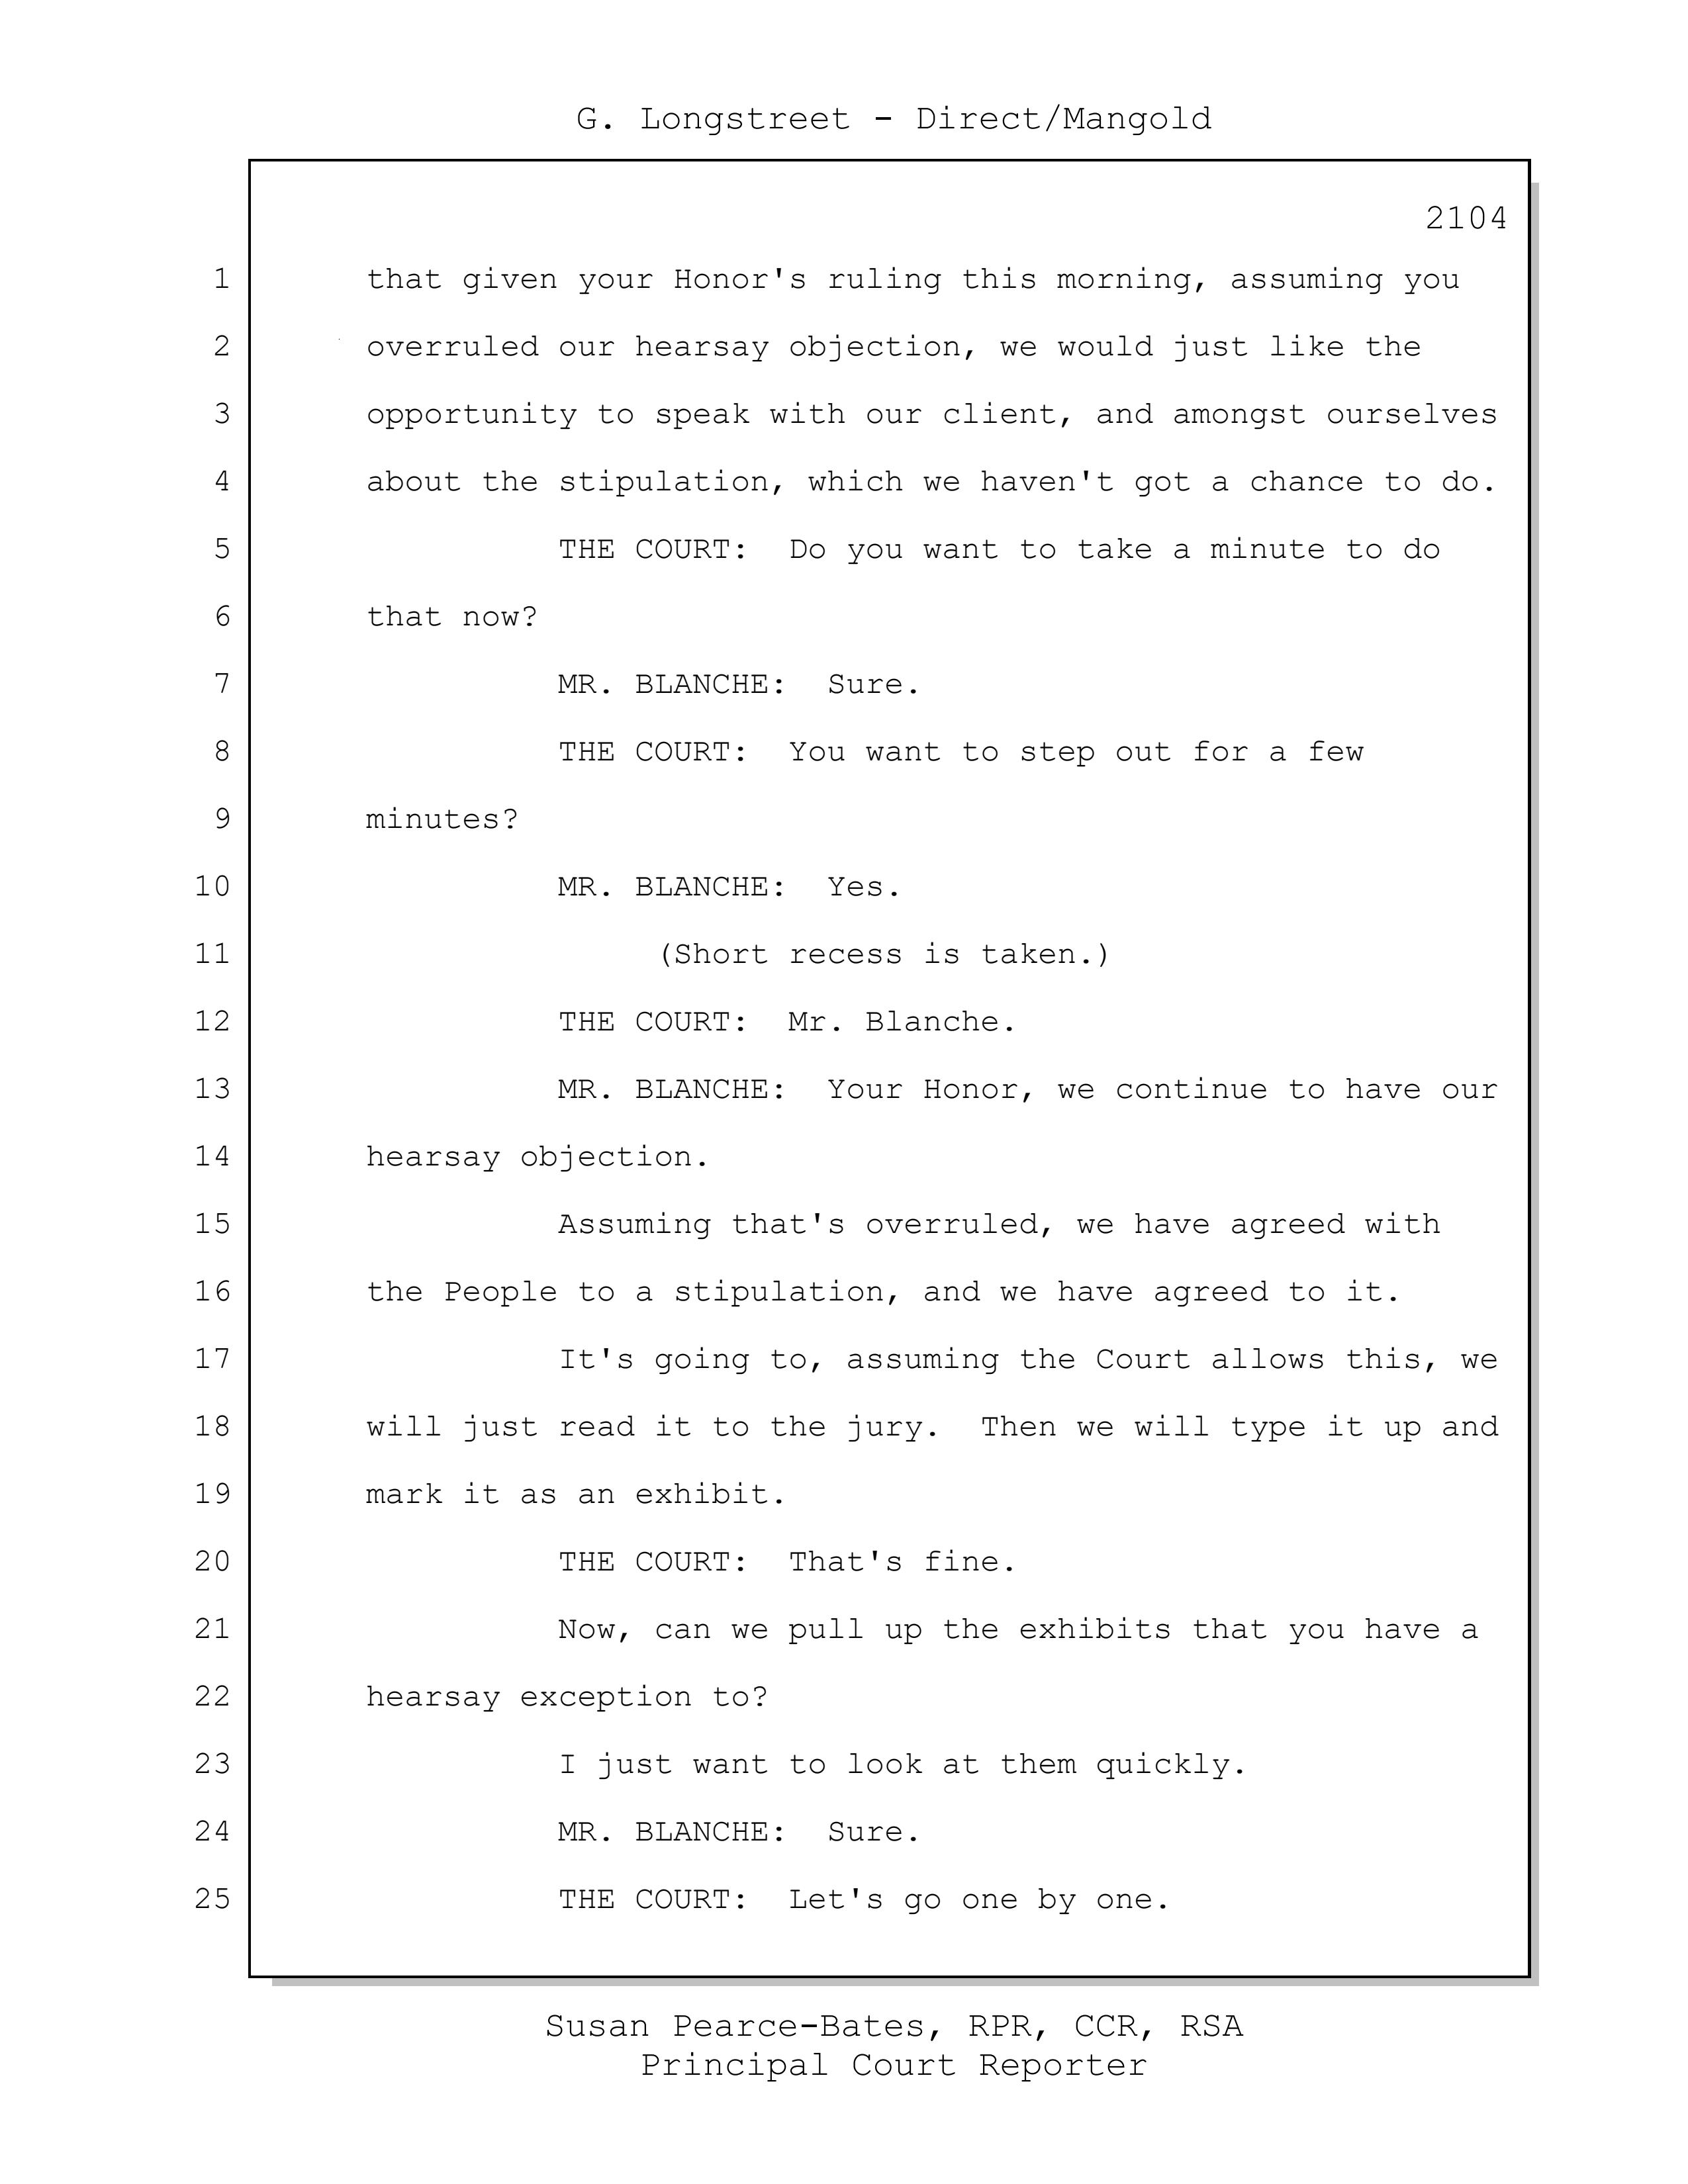 G. Longstreet - Direct/Mangold
2104
1 that given your Honor's ruling this morning, assuming you
2 overruled our hearsay objection, we would just like the
3 opportunity to speak with our client, and amongst ourselves
4 about the stipulation, which we haven't got a chance to do.
5 THE COURT: Do you want to take a minute to do
6 that now?
7 MR. BLANCHE: Sure.
8 THE COURT: You want to step out for a few
9 minutes?
10 MR. BLANCHE: Yes.
11 (Short recess is taken.)
12 THE COURT: Mr. Blanche.
13 MR. BLANCHE: Your Honor, we continue to have our
14 hearsay objection.
15 Assuming that's overruled, we have agreed with
16 the People to a stipulation, and we have agreed to it.
17 It's going to, assuming the Court allows this, we
18 will just read it to the jury. Then we will type it up and
19 mark it as an exhibit.
20 THE COURT: That's fine.
21 Now, can we pull up the exhibits that you have a
22 hearsay exception to?
23 I just want to look at them quickly.
24 MR. BLANCHE: Sure.
25 THE COURT: Let's go one by one.
Susan Pearce-Bates, RPR, CCR, RSA
Principal Court Reporter